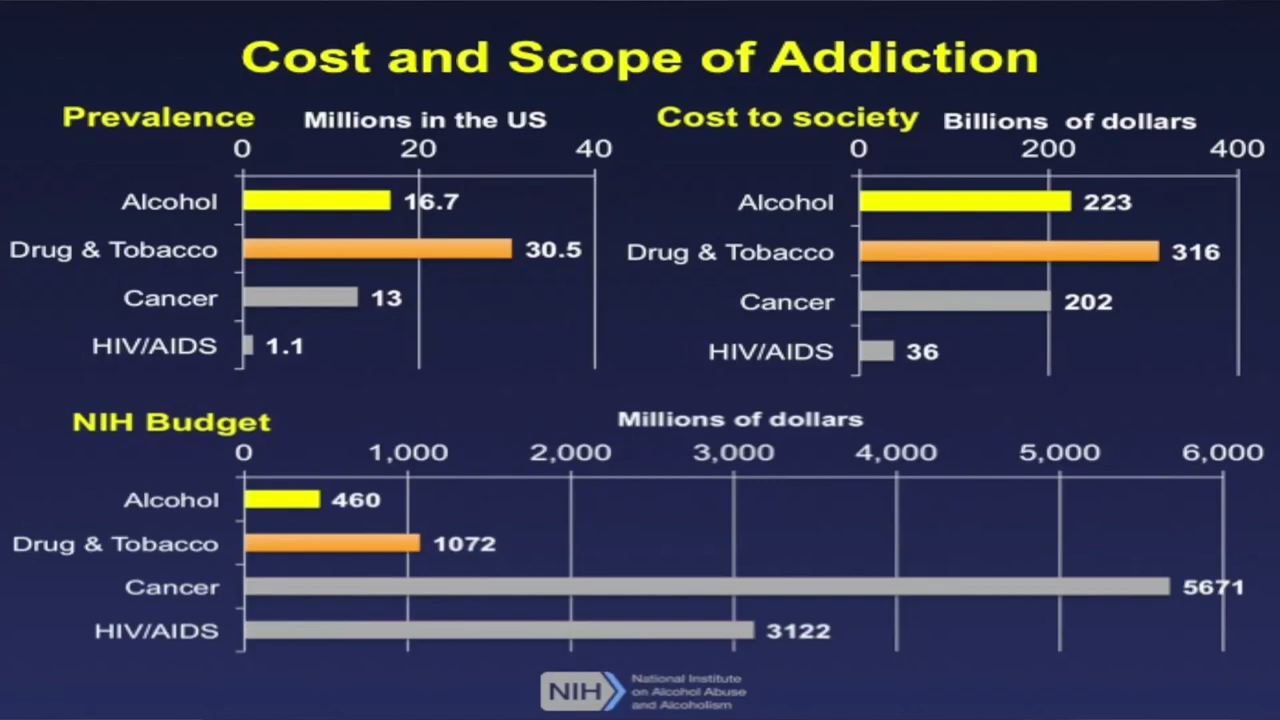 Cost and Scope of Addiction
Prevalence Millions in the US
0 20 40
Alcohol 16.7
Drug & Tobacco 30.5
Cancer 13
HIV/AIDS 1.1
Cost to society Billions of dollars
0 200 400
Alcohol 223
Drug & Tobacco 316
Cancer 202
HIV/AIDS 36
NIH Budget Millions of dollars
0 1,000 2,000 3,000 4,000 5,000 6,000
Alcohol 460
Drug & Tobacco 1072
Cancer 5671
HIV/AIDS 3122
NIH
National Institute
on Alcohol Abuse
and Alcoholism